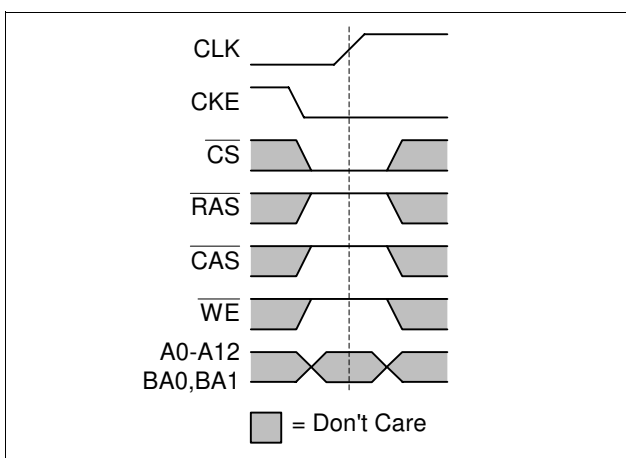 CLK
CKE
CS
RAS
CAS
WE
A0-A12
BA0,BA1
= Don't Care